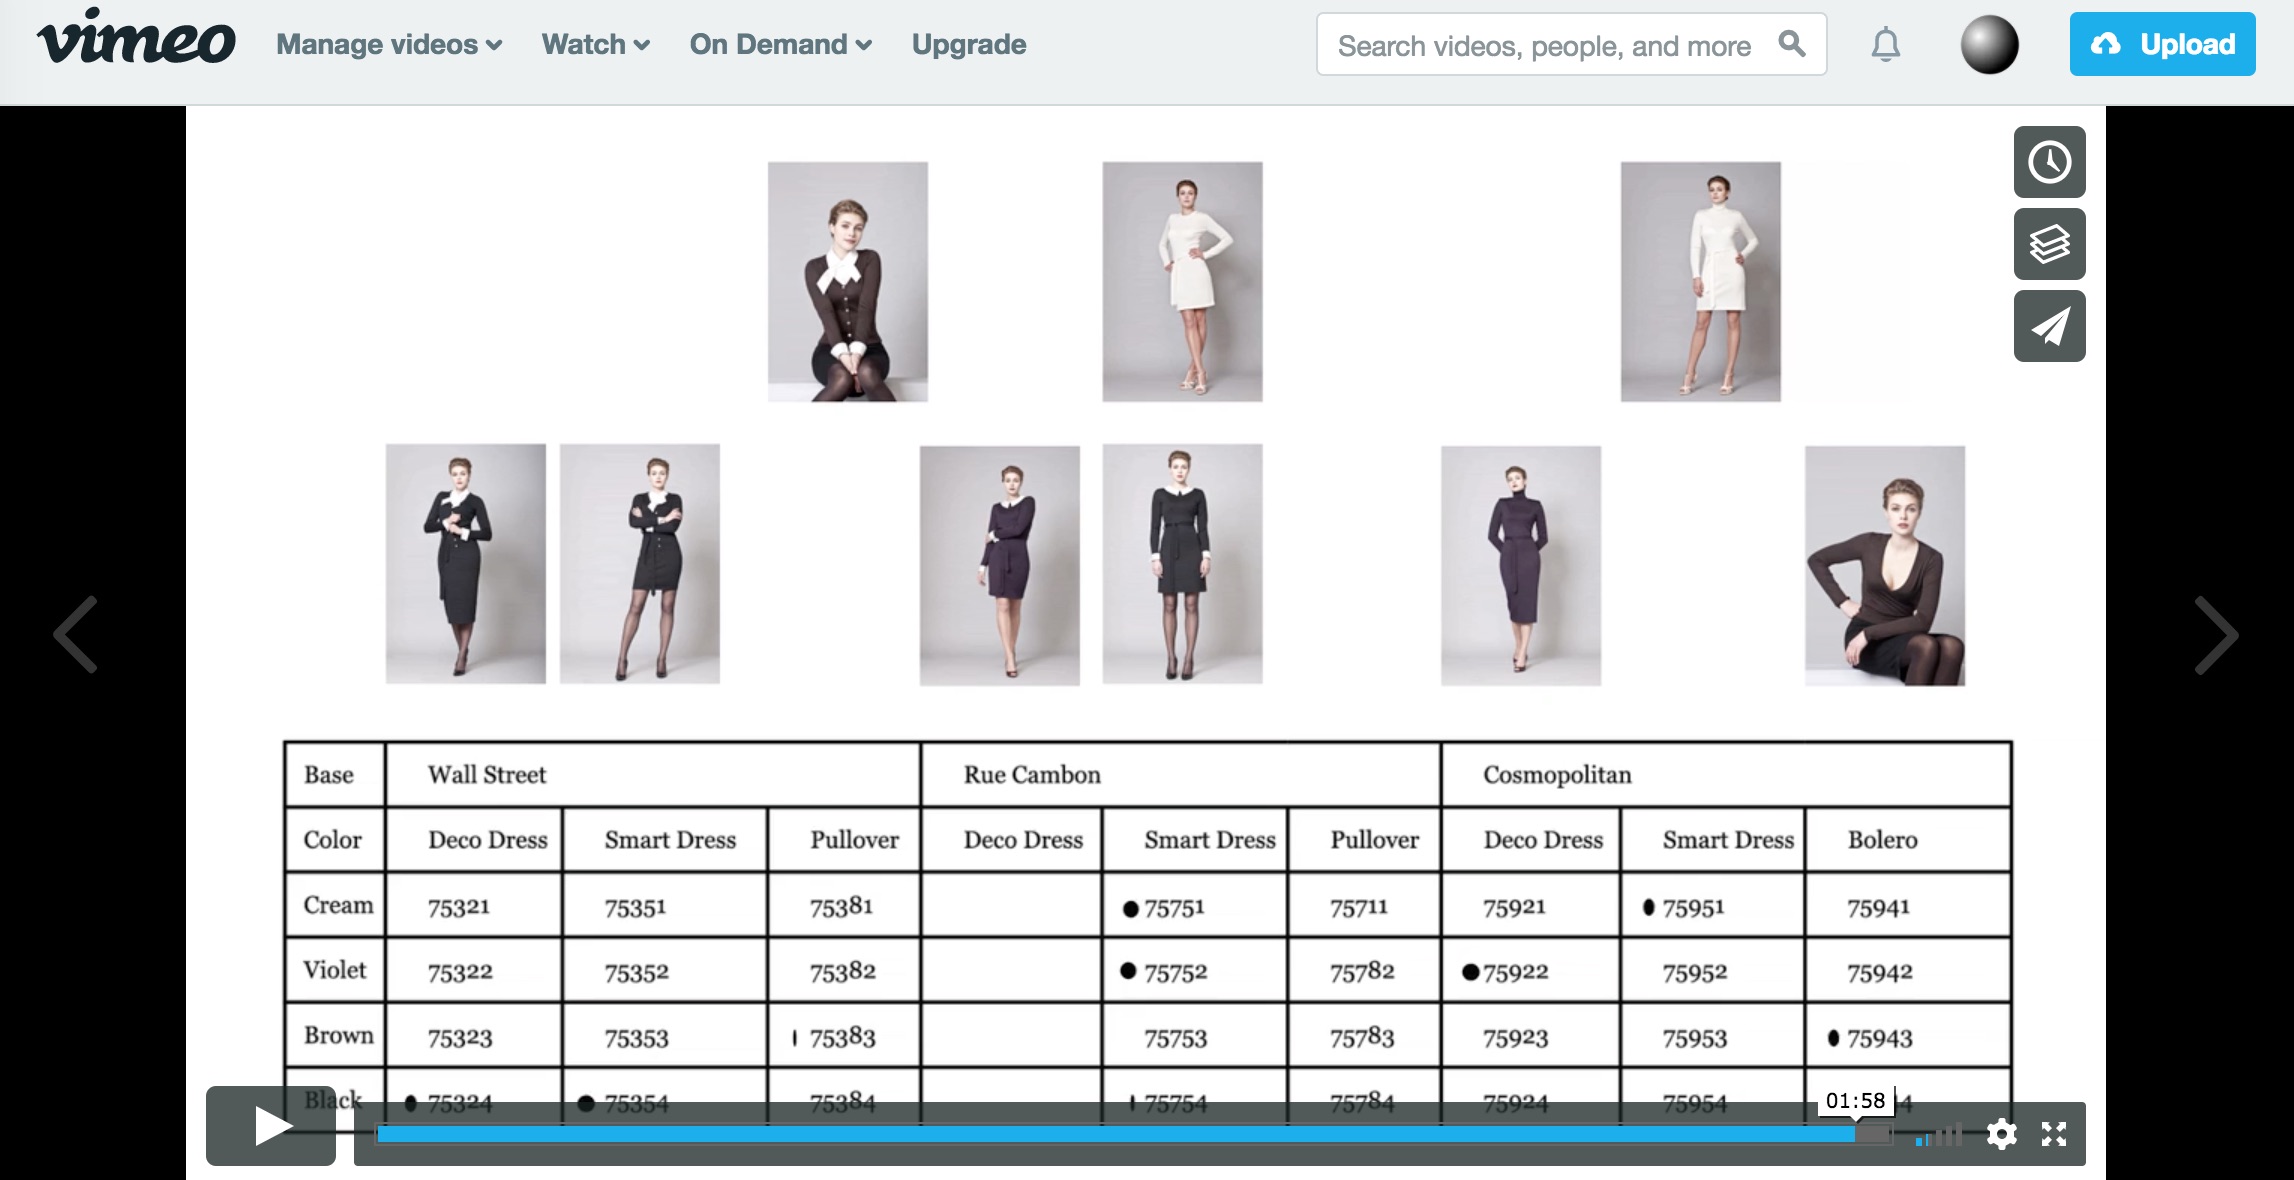 vimeo Manage videos Watch On Demand Upgrade Search videos, people, and more Upload
Base Wall Street Rue Cambon Cosmopolitan
Color Deco Dress Smart Dress Pullover Deco Dress Smart Dress Pullover Deco Dress Smart Dress Bolero
Cream 75321 75351 75381 75751 75711 75921 75951 75941
Violet 75322 75352 75382 75752 75782 75922 75952 75942
Brown 75323 75353 75383 75753 75783 75923 75953 75943
Black 75324 75354 75384 75754 75784 75924 75954
01:58